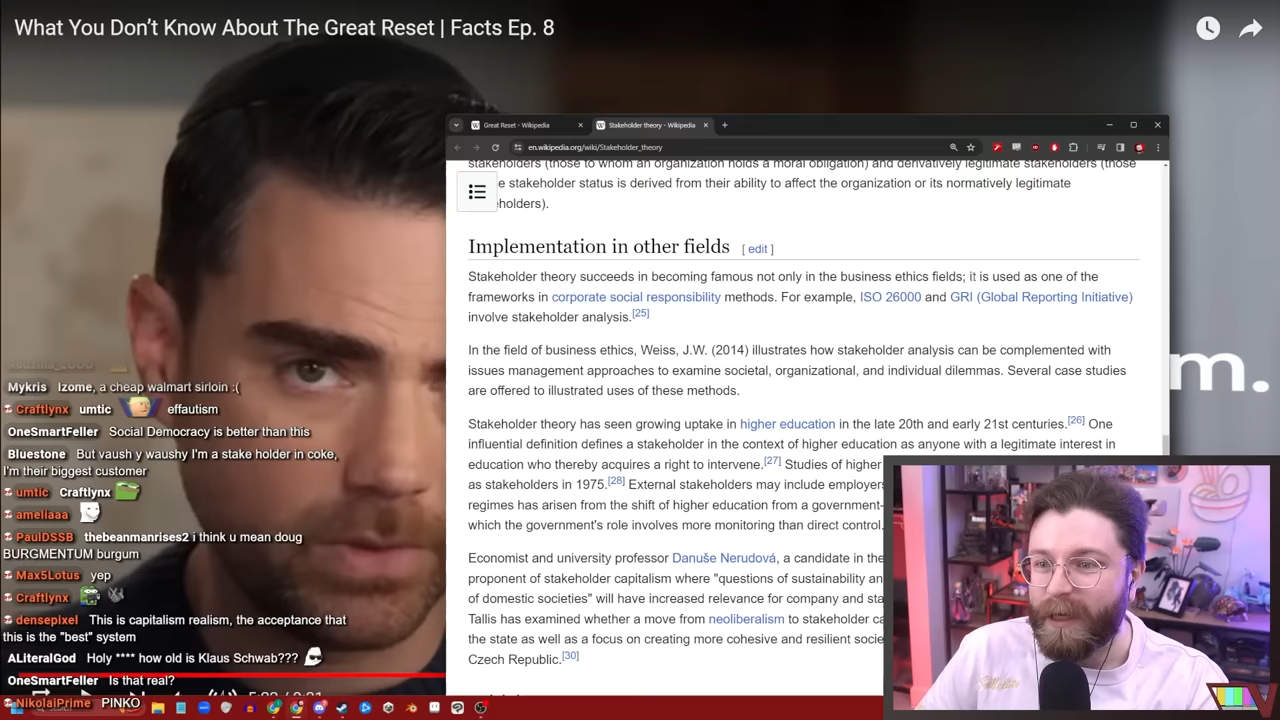 What You Don’t Know About The Great Reset | Facts Ep. 8
Great Reset - Wikipedia
Stakeholder theory - Wikipedia
en.wikipedia.org/wiki/Stakeholder_theory
stakeholders (those to whom an organization holds a moral obligation) and derivatively legitimate stakeholders (those
stakeholder status is derived from their ability to affect the organization or its normatively legitimate
eholders).
Implementation in other fields [ edit ]
Stakeholder theory succeeds in becoming famous not only in the business ethics fields; it is used as one of the
frameworks in corporate social responsibility methods. For example, ISO 26000 and GRI (Global Reporting Initiative)
involve stakeholder analysis.[25]
In the field of business ethics, Weiss, J.W. (2014) illustrates how stakeholder analysis can be complemented with
issues management approaches to examine societal, organizational, and individual dilemmas. Several case studies
are offered to illustrated uses of these methods.
Stakeholder theory has seen growing uptake in higher education in the late 20th and early 21st centuries.[26] One
influential definition defines a stakeholder in the context of higher education as anyone with a legitimate interest in
education who thereby acquires a right to intervene.[27] Studies of higher
as stakeholders in 1975.[28] External stakeholders may include employers
regimes has arisen from the shift of higher education from a government-
which the government's role involves more monitoring than direct control.
Economist and university professor Danuše Nerudová, a candidate in the
proponent of stakeholder capitalism where "questions of sustainability an
of domestic societies" will have increased relevance for company and sta
Tallis has examined whether a move from neoliberalism to stakeholder ca
the state as well as a focus on creating more cohesive and resilient socie
Czech Republic.[30]
m.
Mykris Izome, a cheap walmart sirloin :(
Craftlynx umtic effautism
OneSmartFeller Social Democracy is better than this
Bluestone But vaush y waushy I'm a stake holder in coke,
I'm their biggest customer
umtic Craftlynx
ameliaaa
PaulDSSB thebeanmanrises2 i think u mean doug
BURGMENTUM burgum
Max5Lotus yep
Craftlynx
densepixel This is capitalism realism, the acceptance that
this is the "best" system
ALiteralGod Holy **** how old is Klaus Schwab???
OneSmartFeller Is that real?
NikolaiPrime PINKO